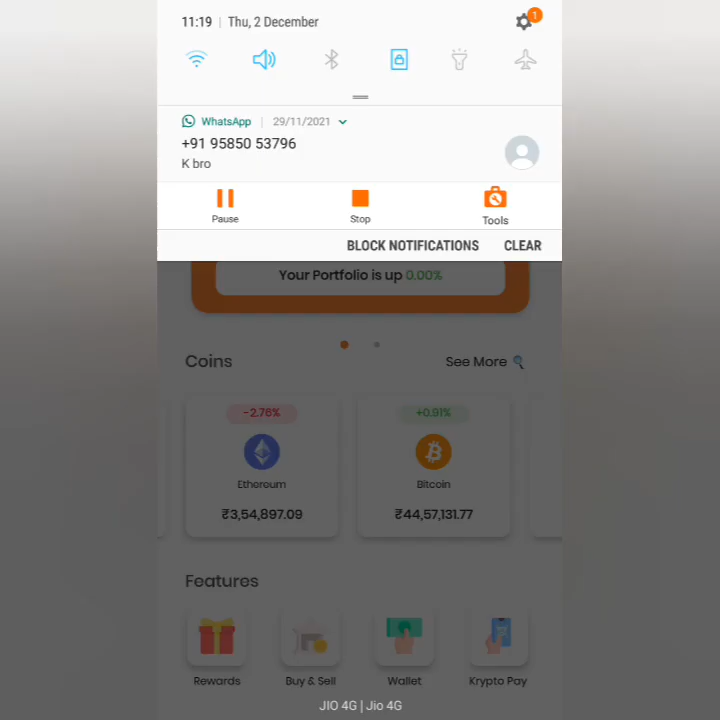 11:19 | Thu, 2 December
1
WhatsApp | 29/11/2021
+91 95850 53796
K bro
Pause Stop Tools
BLOCK NOTIFICATIONS CLEAR
Your Portfolio is up 0.00%
Coins See More
-2.76% +0.91%
Ethereum Bitcoin
₹3,54,897.09 ₹44,57,131.77
Features
Rewards Buy & Sell Wallet Krypto Pay
JIO 4G | Jio 4G